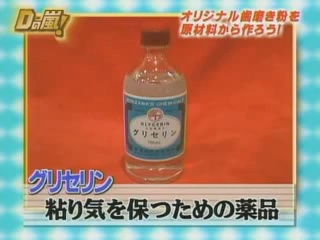 Dの嵐!
オリジナル歯磨き粉を
原材料から作ろう!
GLYCERIN
グリセリン
グリセリン
粘り気を保つための薬品